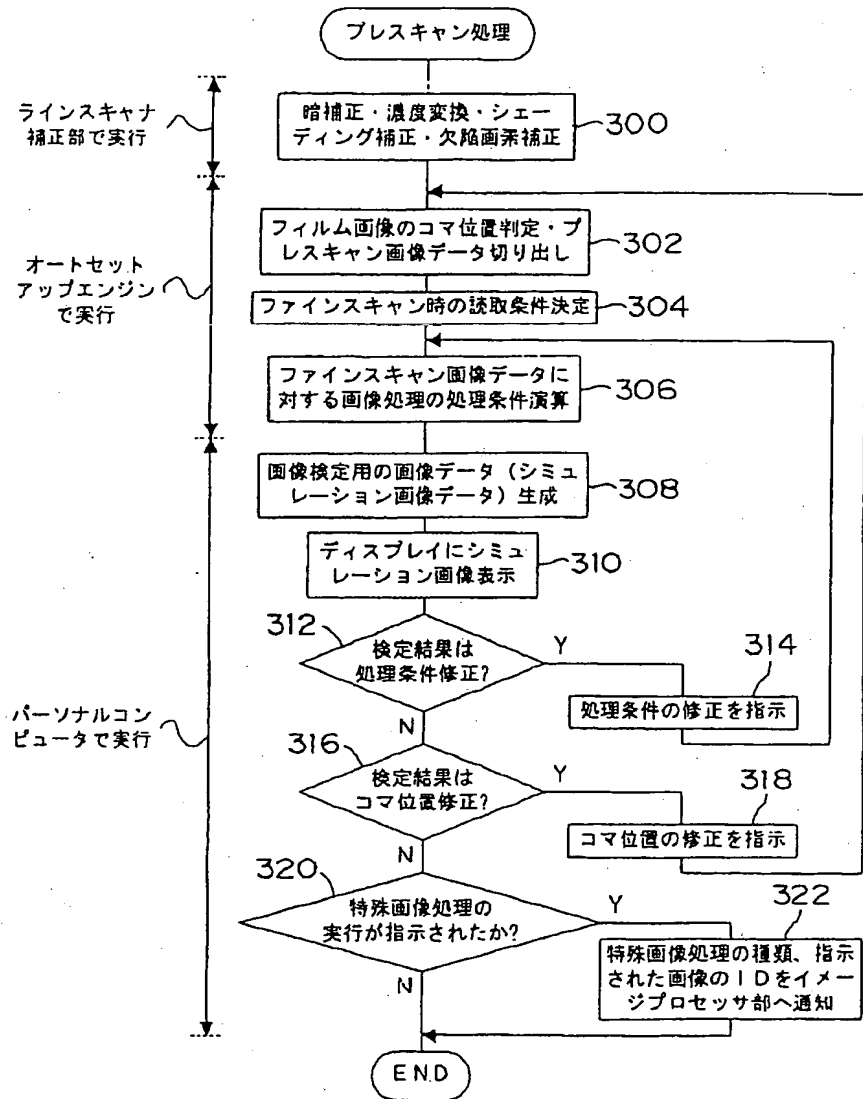 プレスキャン処理
ラインスキャナ
補正部で実行
暗補正・濃度変換・シェー
ディング補正・欠陥画素補正
300
オートセット
アップエンジン
で実行
フィルム画像のコマ位置判定・プ
レスキャン画像データ切り出し
302
ファインスキャン時の読取条件決定
304
ファインスキャン画像データに
対する画像処理の処理条件演算
306
パーソナルコン
ピュータで実行
画像検定用の画像データ（シミュ
レーション画像データ）生成
308
ディスプレイにシミュ
レーション画像表示
310
312
検定結果は
処理条件修正?
Y
N
314
処理条件の修正を指示
316
検定結果は
コマ位置修正?
Y
N
318
コマ位置の修正を指示
320
特殊画像処理の
実行が指示されたか?
Y
N
322
特殊画像処理の種類、指示
された画像のIDをイメー
ジプロセッサ部へ通知
END